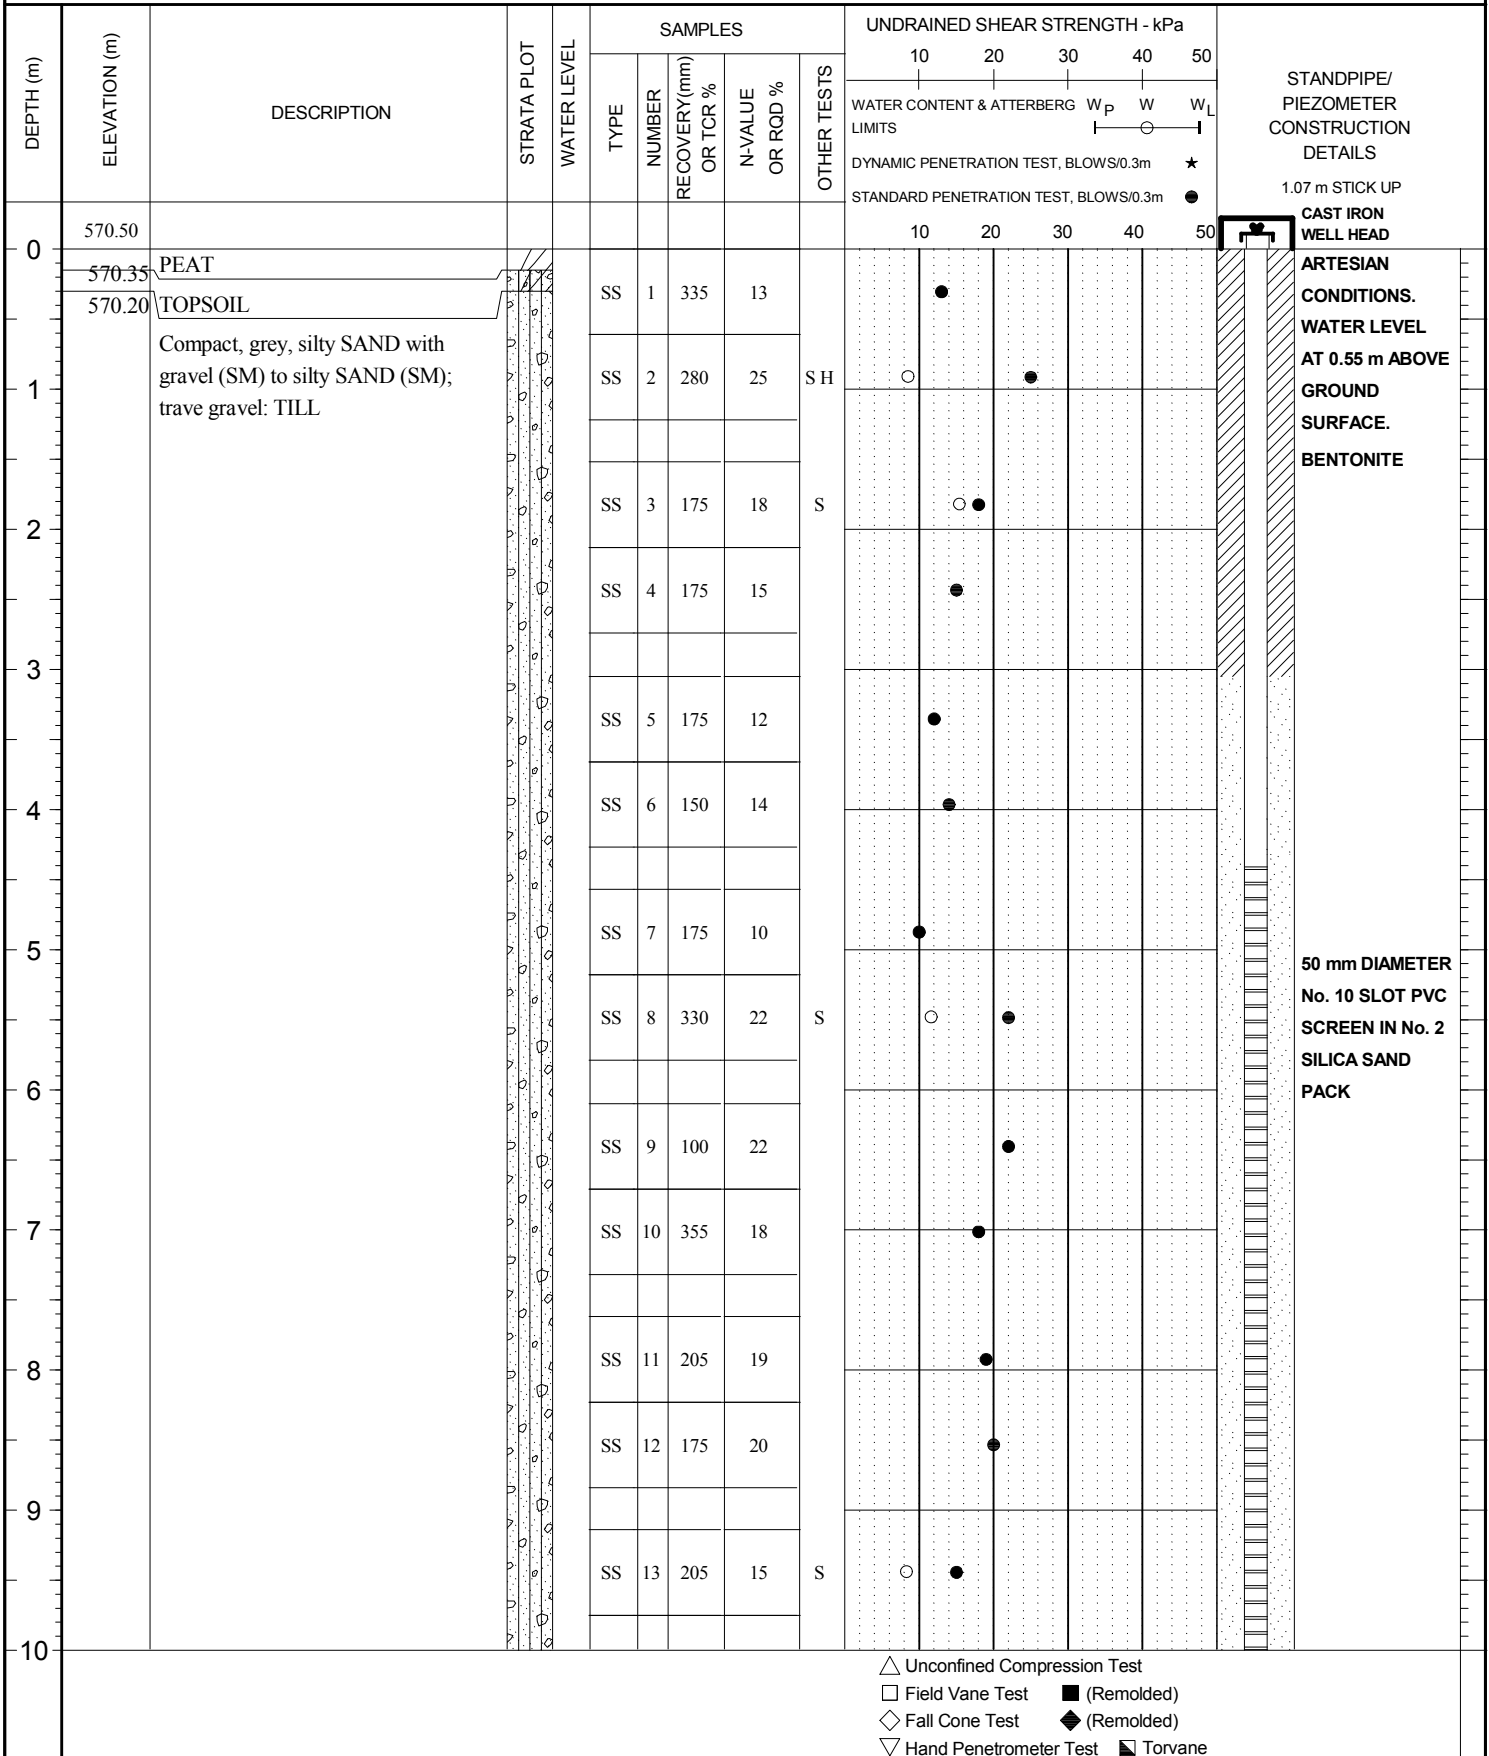 DEPTH (m)
ELEVATION (m)
DESCRIPTION
STRATA PLOT
WATER LEVEL
SAMPLES
TYPE
NUMBER
RECOVERY(mm)
OR TCR %
N-VALUE
OR RQD %
OTHER TESTS
UNDRAINED SHEAR STRENGTH - kPa
10 20 30 40 50
WATER CONTENT & ATTERBERG
LIMITS
WP W WL
DYNAMIC PENETRATION TEST, BLOWS/0.3m ★
STANDARD PENETRATION TEST, BLOWS/0.3m ●
10 20 30 40 50
STANDPIPE/
PIEZOMETER
CONSTRUCTION
DETAILS
1.07 m STICK UP
CAST IRON
WELL HEAD
570.50
0
570.35 PEAT
570.20 TOPSOIL
Compact, grey, silty SAND with
gravel (SM) to silty SAND (SM);
trave gravel: TILL
SS 1 335 13
SS 2 280 25 S H
1
SS 3 175 18 S
2
SS 4 175 15
3
SS 5 175 12
SS 6 150 14
4
SS 7 175 10
5
SS 8 330 22 S
6
SS 9 100 22
SS 10 355 18
7
SS 11 205 19
8
SS 12 175 20
9
SS 13 205 15 S
10
ARTESIAN
CONDITIONS.
WATER LEVEL
AT 0.55 m ABOVE
GROUND
SURFACE.
BENTONITE
50 mm DIAMETER
No. 10 SLOT PVC
SCREEN IN No. 2
SILICA SAND
PACK
△ Unconfined Compression Test
□ Field Vane Test ■ (Remolded)
◇ Fall Cone Test ◆ (Remolded)
▽ Hand Penetrometer Test ◣ Torvane